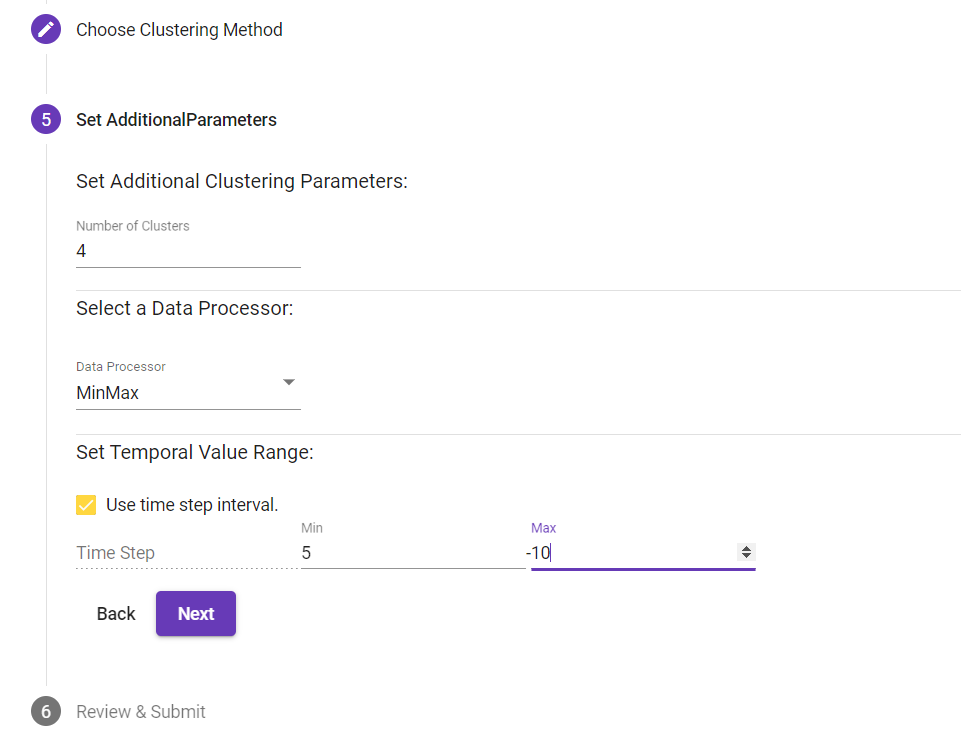 Choose Clustering Method
5 Set AdditionalParameters
Set Additional Clustering Parameters:
Number of Clusters
4
Select a Data Processor:
Data Processor
MinMax
Set Temporal Value Range:
Use time step interval.
Min Max
Time Step 5 -10
Back Next
6 Review & Submit